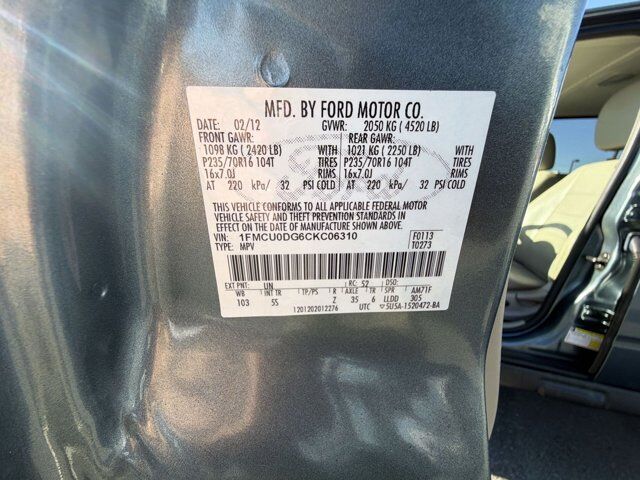 MFD. BY FORD MOTOR CO.
DATE: 02/12 GVWR: 2050 KG ( 4520 LB)
FRONT GAWR: REAR GAWR:
1098 KG ( 2420 LB) WITH 1021 KG ( 2250 LB) WITH
P235/70R16 104T TIRES P235/70R16 104T TIRES
16x7.0J RIMS 16x7.0J RIMS
AT 220 kPa/ 32 PSI COLD AT 220 kPa/ 32 PSI COLD
THIS VEHICLE CONFORMS TO ALL APPLICABLE FEDERAL MOTOR
VEHICLE SAFETY AND THEFT PREVENTION STANDARDS IN
EFFECT ON THE DATE OF MANUFACTURE SHOWN ABOVE.
VIN: 1FMCU0DG6CKC06310 F0113
TYPE: MPV T0273
EXT PNT: UN RC: 52 DSO:
WB INT TR TP/PS R AXLE TR SPR AM71F
103 5S Z 35 6 LLDD 305
1201202012276 UTC 5U5A-1520472-BA